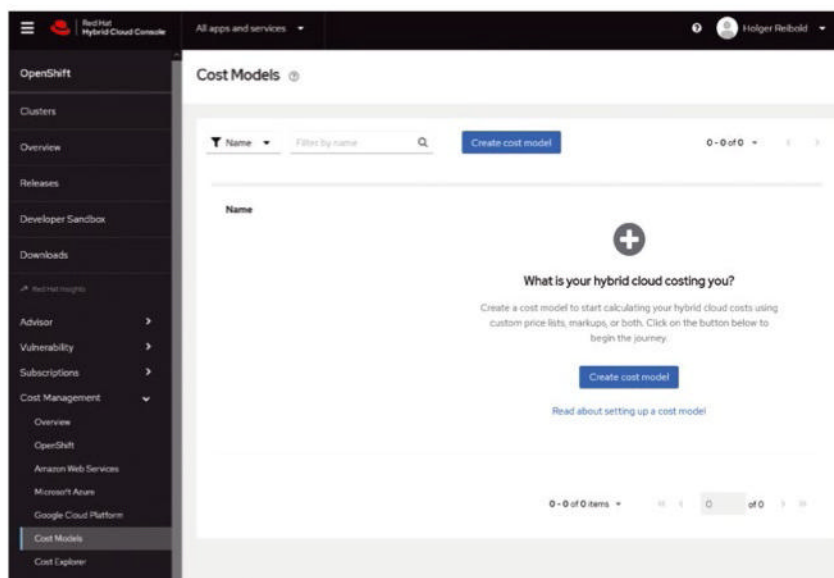 Red Hat
Hybrid Cloud Console
All apps and services
Holger Reibold
OpenShift
Clusters
Overview
Releases
Developer Sandbox
Downloads
Red Hat Insights
Advisor
Vulnerability
Subscriptions
Cost Management
Overview
OpenShift
Amazon Web Services
Microsoft Azure
Google Cloud Platform
Cost Models
Cost Explorer
Cost Models
Name
Filter by name
Create cost model
0 - 0 of 0
Name
What is your hybrid cloud costing you?
Create a cost model to start calculating your hybrid cloud costs using
custom price lists, markups, or both. Click on the button below to
begin the journey.
Create cost model
Read about setting up a cost model
0 - 0 of 0 items
0 of 0